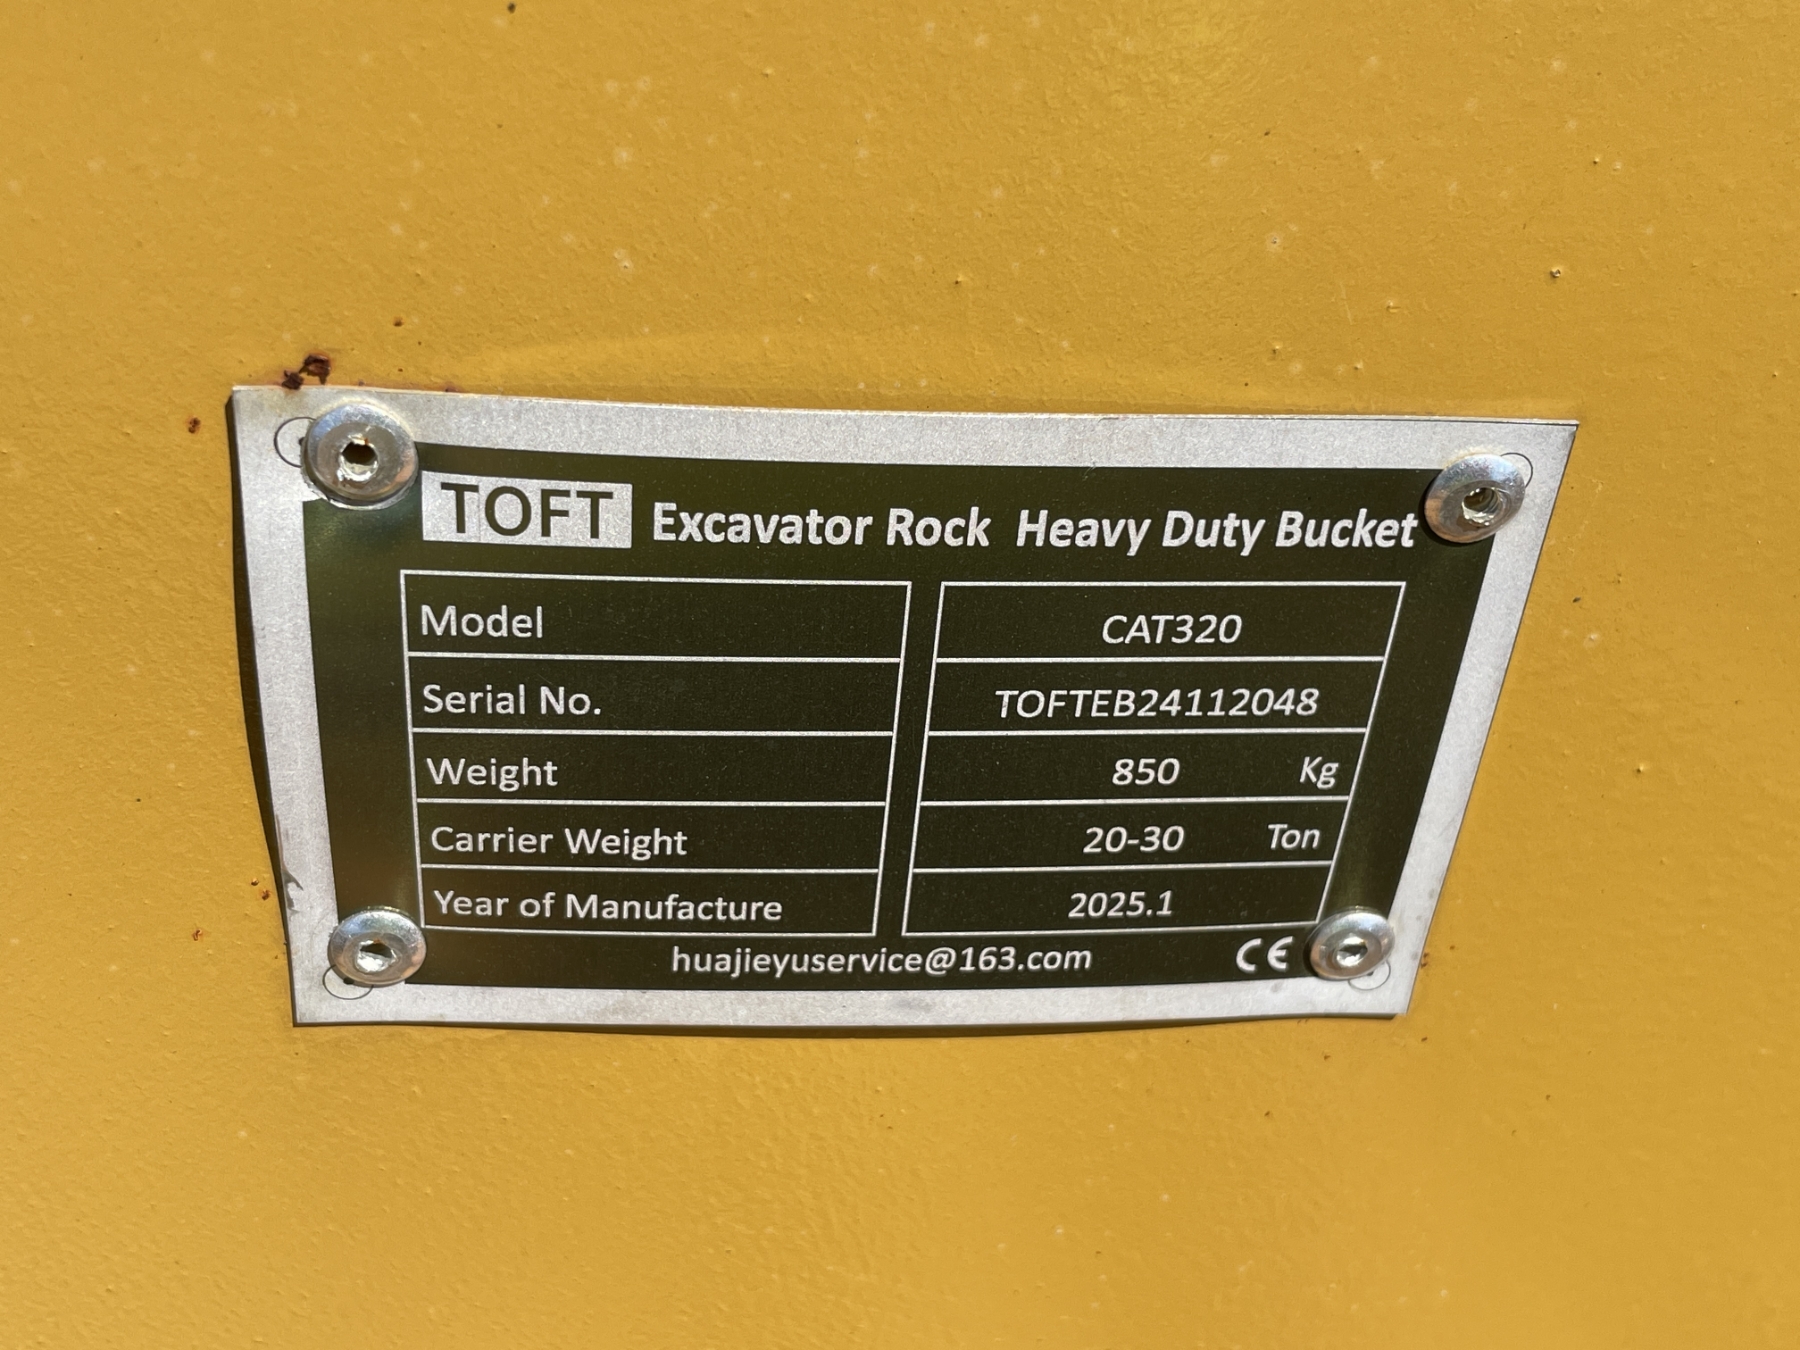 TOFT Excavator Rock Heavy Duty Bucket
Model CAT320
Serial No. TOFTEB24112048
Weight 850 Kg
Carrier Weight 20-30 Ton
Year of Manufacture 2025.1
huajieyuservice@163.com CE